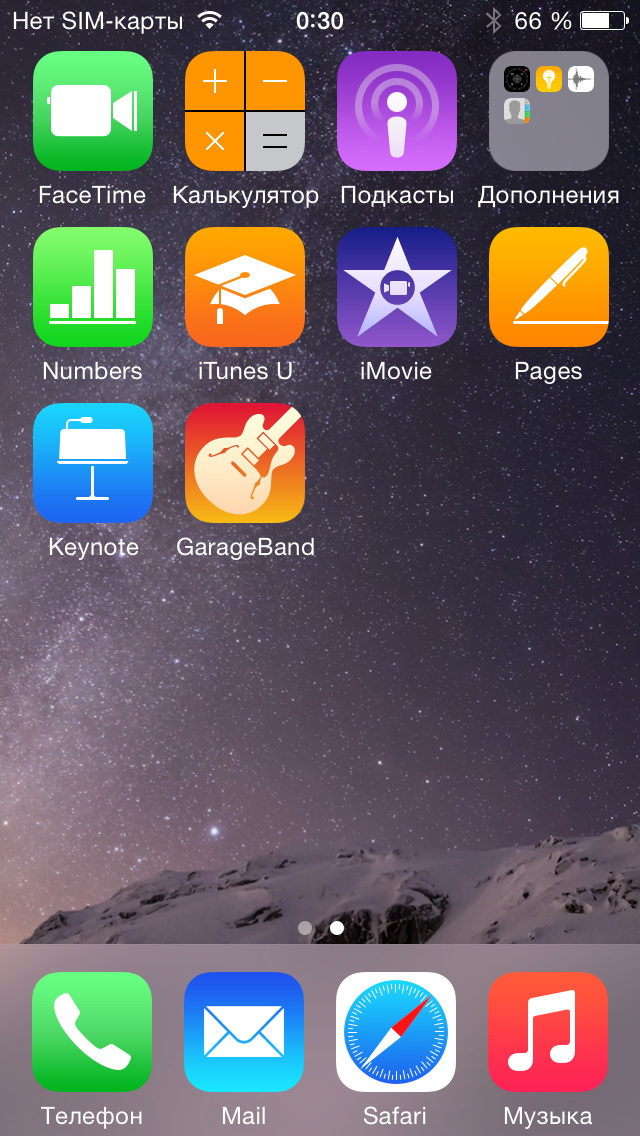 Нет SIM-карты 0:30 66 %
FaceTime Калькулятор Подкасты Дополнения
Numbers iTunes U iMovie Pages
Keynote GarageBand
Телефон Mail Safari Музыка